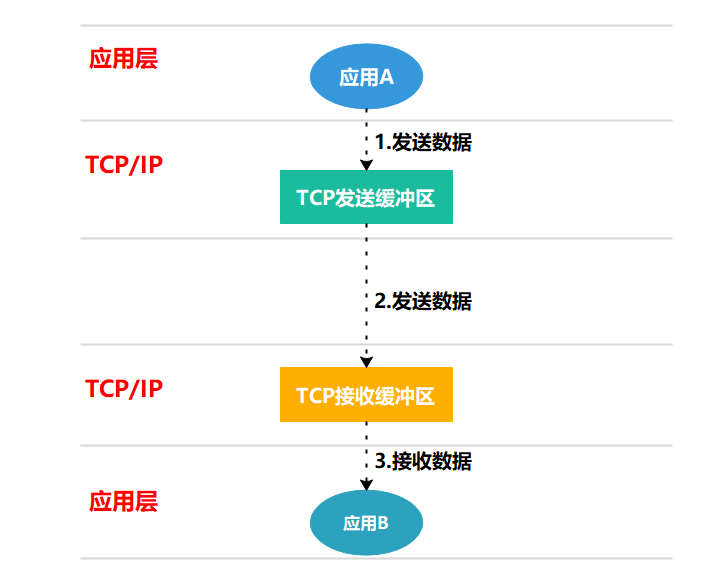 应用层
应用A
1.发送数据
TCP/IP
TCP发送缓冲区
2.发送数据
TCP/IP
TCP接收缓冲区
3.接收数据
应用层
应用B